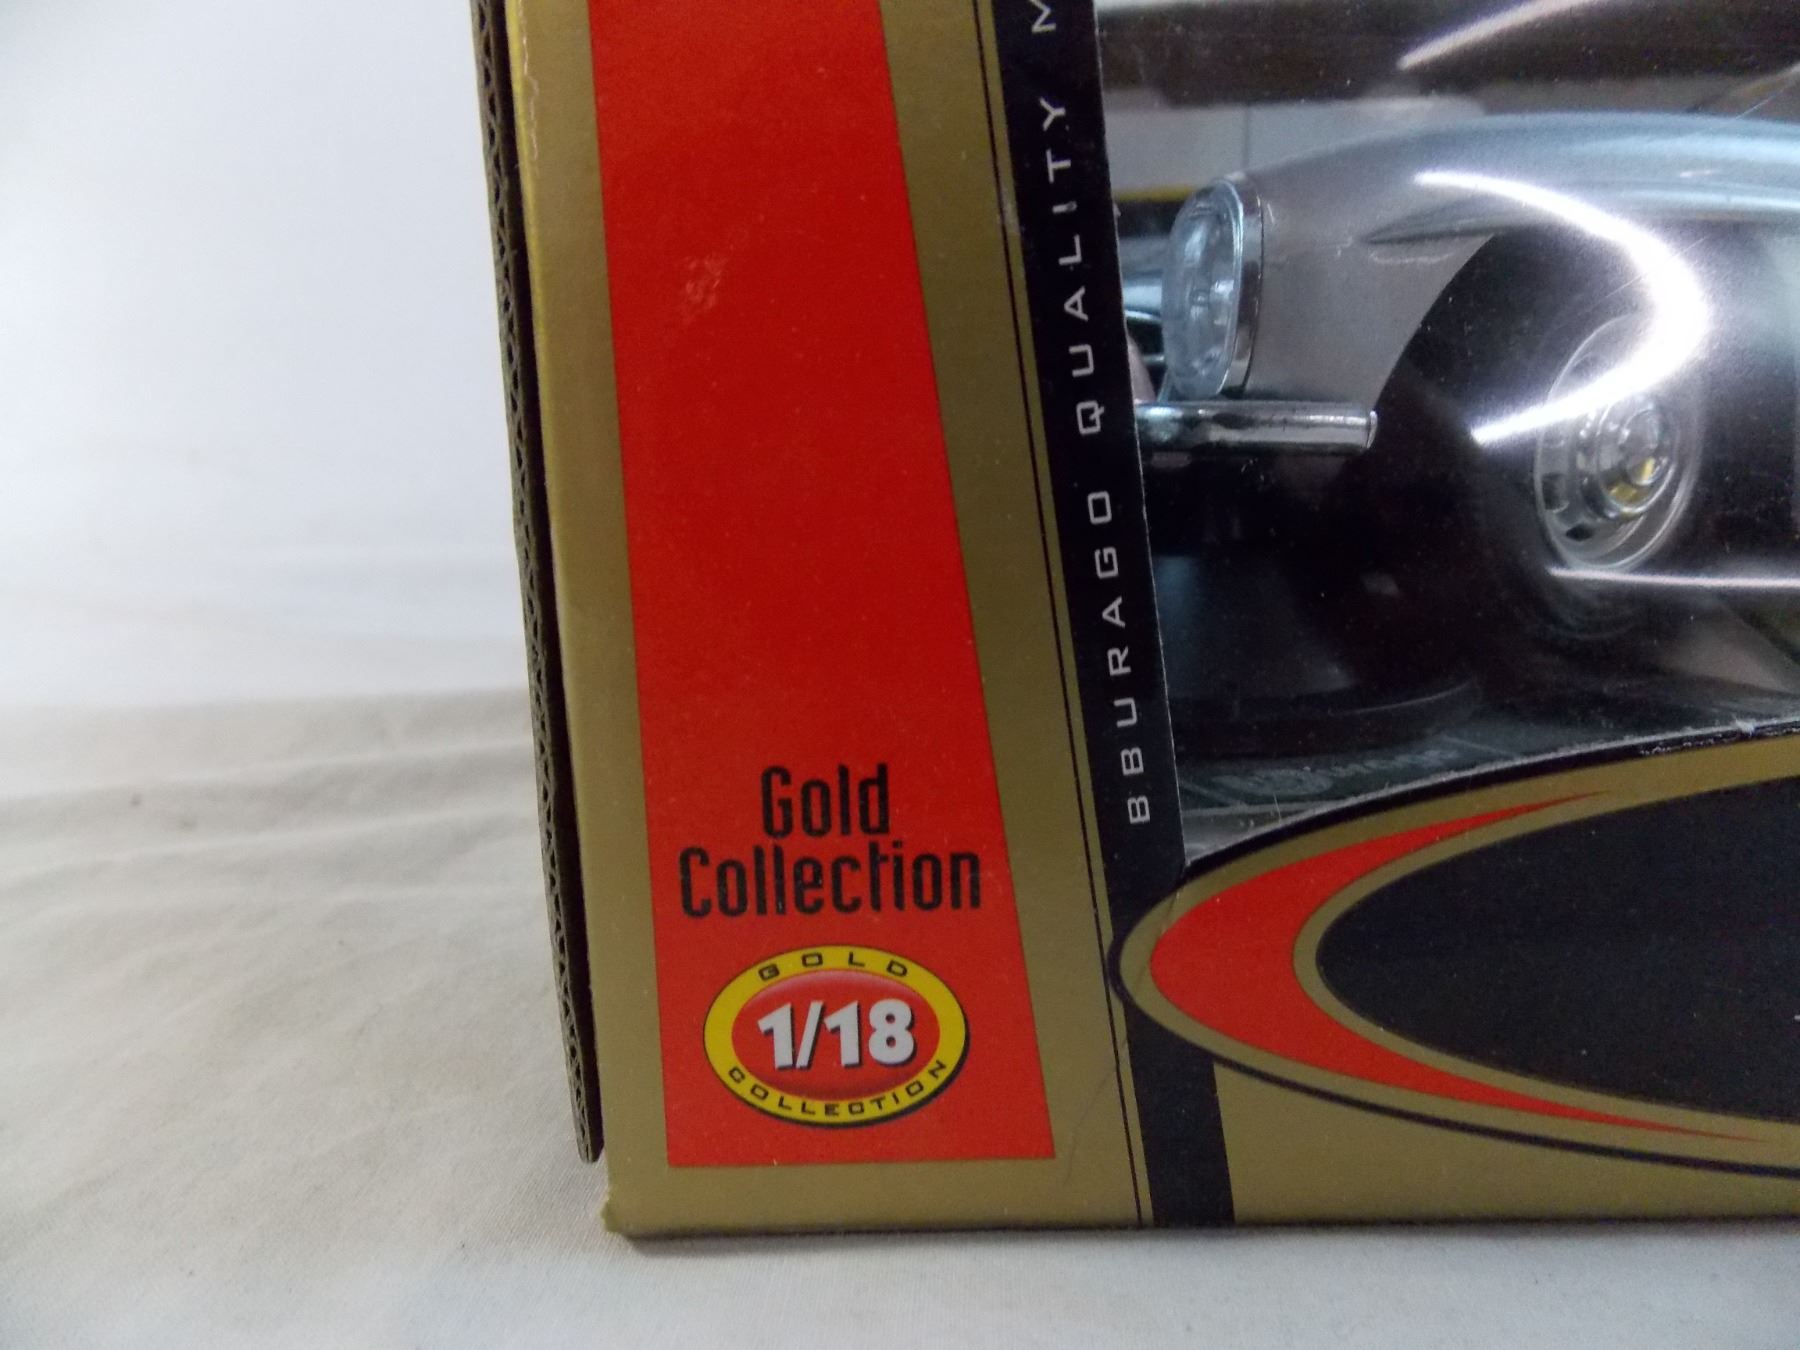 BBURAGO QUALITY M
Gold
Collection
GOLD
1/18
COLLECTION